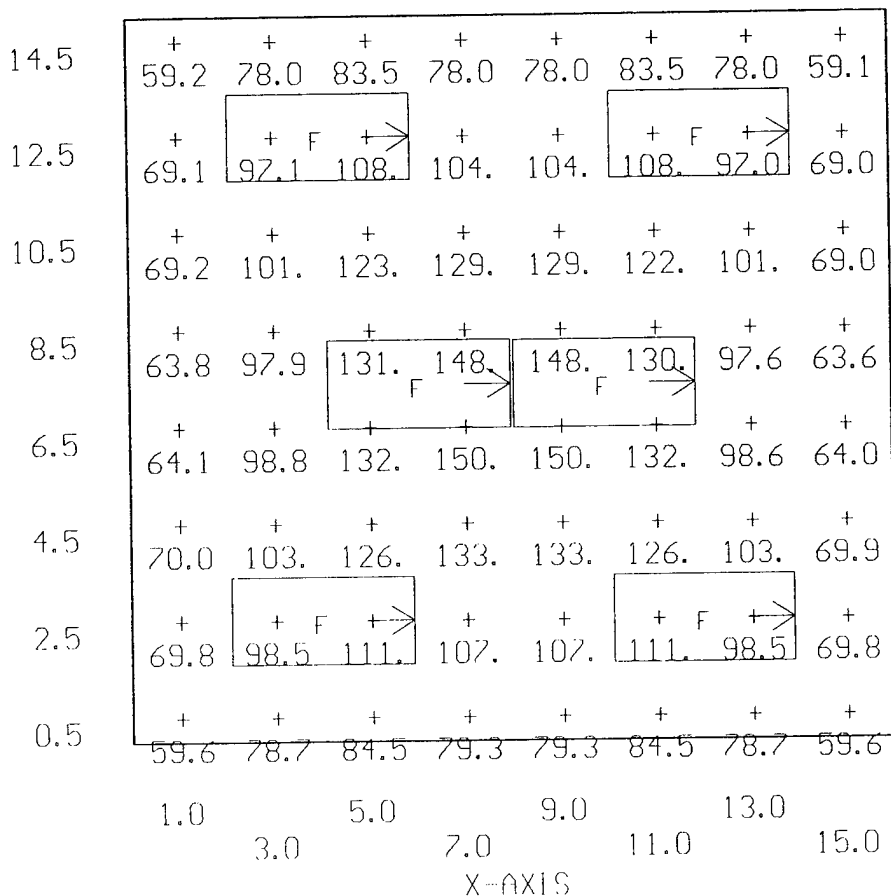 14.5 59.2 78.0 83.5 78.0 78.0 83.5 78.0 59.1
F F
12.5 69.1 97.1 108. 104. 104. 108. 97.0 69.0
10.5 69.2 101. 123. 129. 129. 122. 101. 69.0
8.5 63.8 97.9 131. 148. 148. 130. 97.6 63.6
F F
6.5 64.1 98.8 132. 150. 150. 132. 98.6 64.0
4.5 70.0 103. 126. 133. 133. 126. 103. 69.9
F F
2.5 69.8 98.5 111. 107. 107. 111. 98.5 69.8
0.5 59.6 78.7 84.5 79.3 79.3 84.5 78.7 59.6
1.0 5.0 9.0 13.0
3.0 7.0 11.0 15.0
X-AXIS